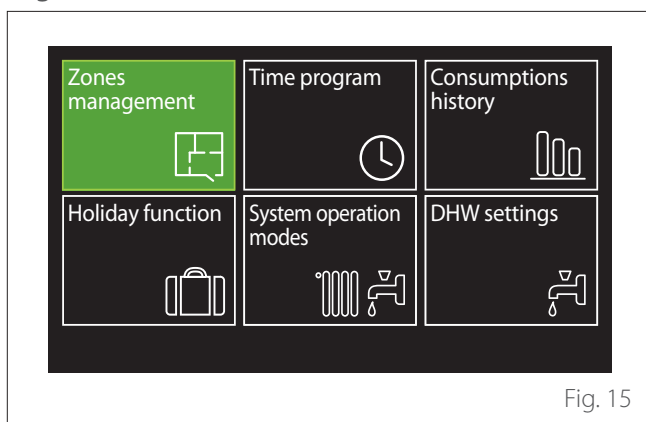 Zones
management
Time program
Consumptions
history
Holiday function
System operation
modes
DHW settings
Fig. 15